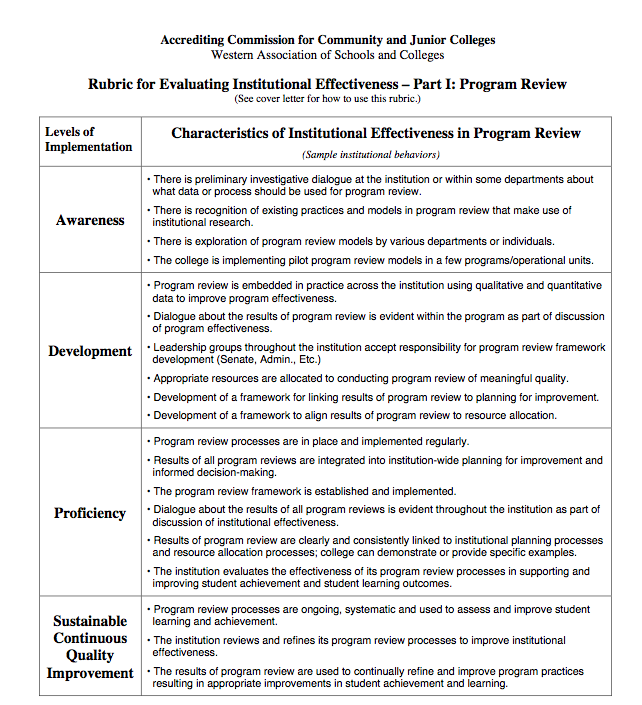 Accrediting Commission for Community and Junior Colleges
Western Association of Schools and Colleges
Rubric for Evaluating Institutional Effectiveness – Part I: Program Review
(See cover letter for how to use this rubric.)
Levels of
Implementation
Characteristics of Institutional Effectiveness in Program Review
(Sample institutional behaviors)
Awareness
• There is preliminary investigative dialogue at the institution or within some departments about
what data or process should be used for program review.
• There is recognition of existing practices and models in program review that make use of
institutional research.
• There is exploration of program review models by various departments or individuals.
• The college is implementing pilot program review models in a few programs/operational units.
Development
• Program review is embedded in practice across the institution using qualitative and quantitative
data to improve program effectiveness.
• Dialogue about the results of program review is evident within the program as part of discussion
of program effectiveness.
• Leadership groups throughout the institution accept responsibility for program review framework
development (Senate, Admin., Etc.)
• Appropriate resources are allocated to conducting program review of meaningful quality.
• Development of a framework for linking results of program review to planning for improvement.
• Development of a framework to align results of program review to resource allocation.
Proficiency
• Program review processes are in place and implemented regularly.
• Results of all program reviews are integrated into institution-wide planning for improvement and
informed decision-making.
• The program review framework is established and implemented.
• Dialogue about the results of all program reviews is evident throughout the institution as part of
discussion of institutional effectiveness.
• Results of program review are clearly and consistently linked to institutional planning processes
and resource allocation processes; college can demonstrate or provide specific examples.
• The institution evaluates the effectiveness of its program review processes in supporting and
improving student achievement and student learning outcomes.
Sustainable
Continuous
Quality
Improvement
• Program review processes are ongoing, systematic and used to assess and improve student
learning and achievement.
• The institution reviews and refines its program review processes to improve institutional
effectiveness.
• The results of program review are used to continually refine and improve program practices
resulting in appropriate improvements in student achievement and learning.